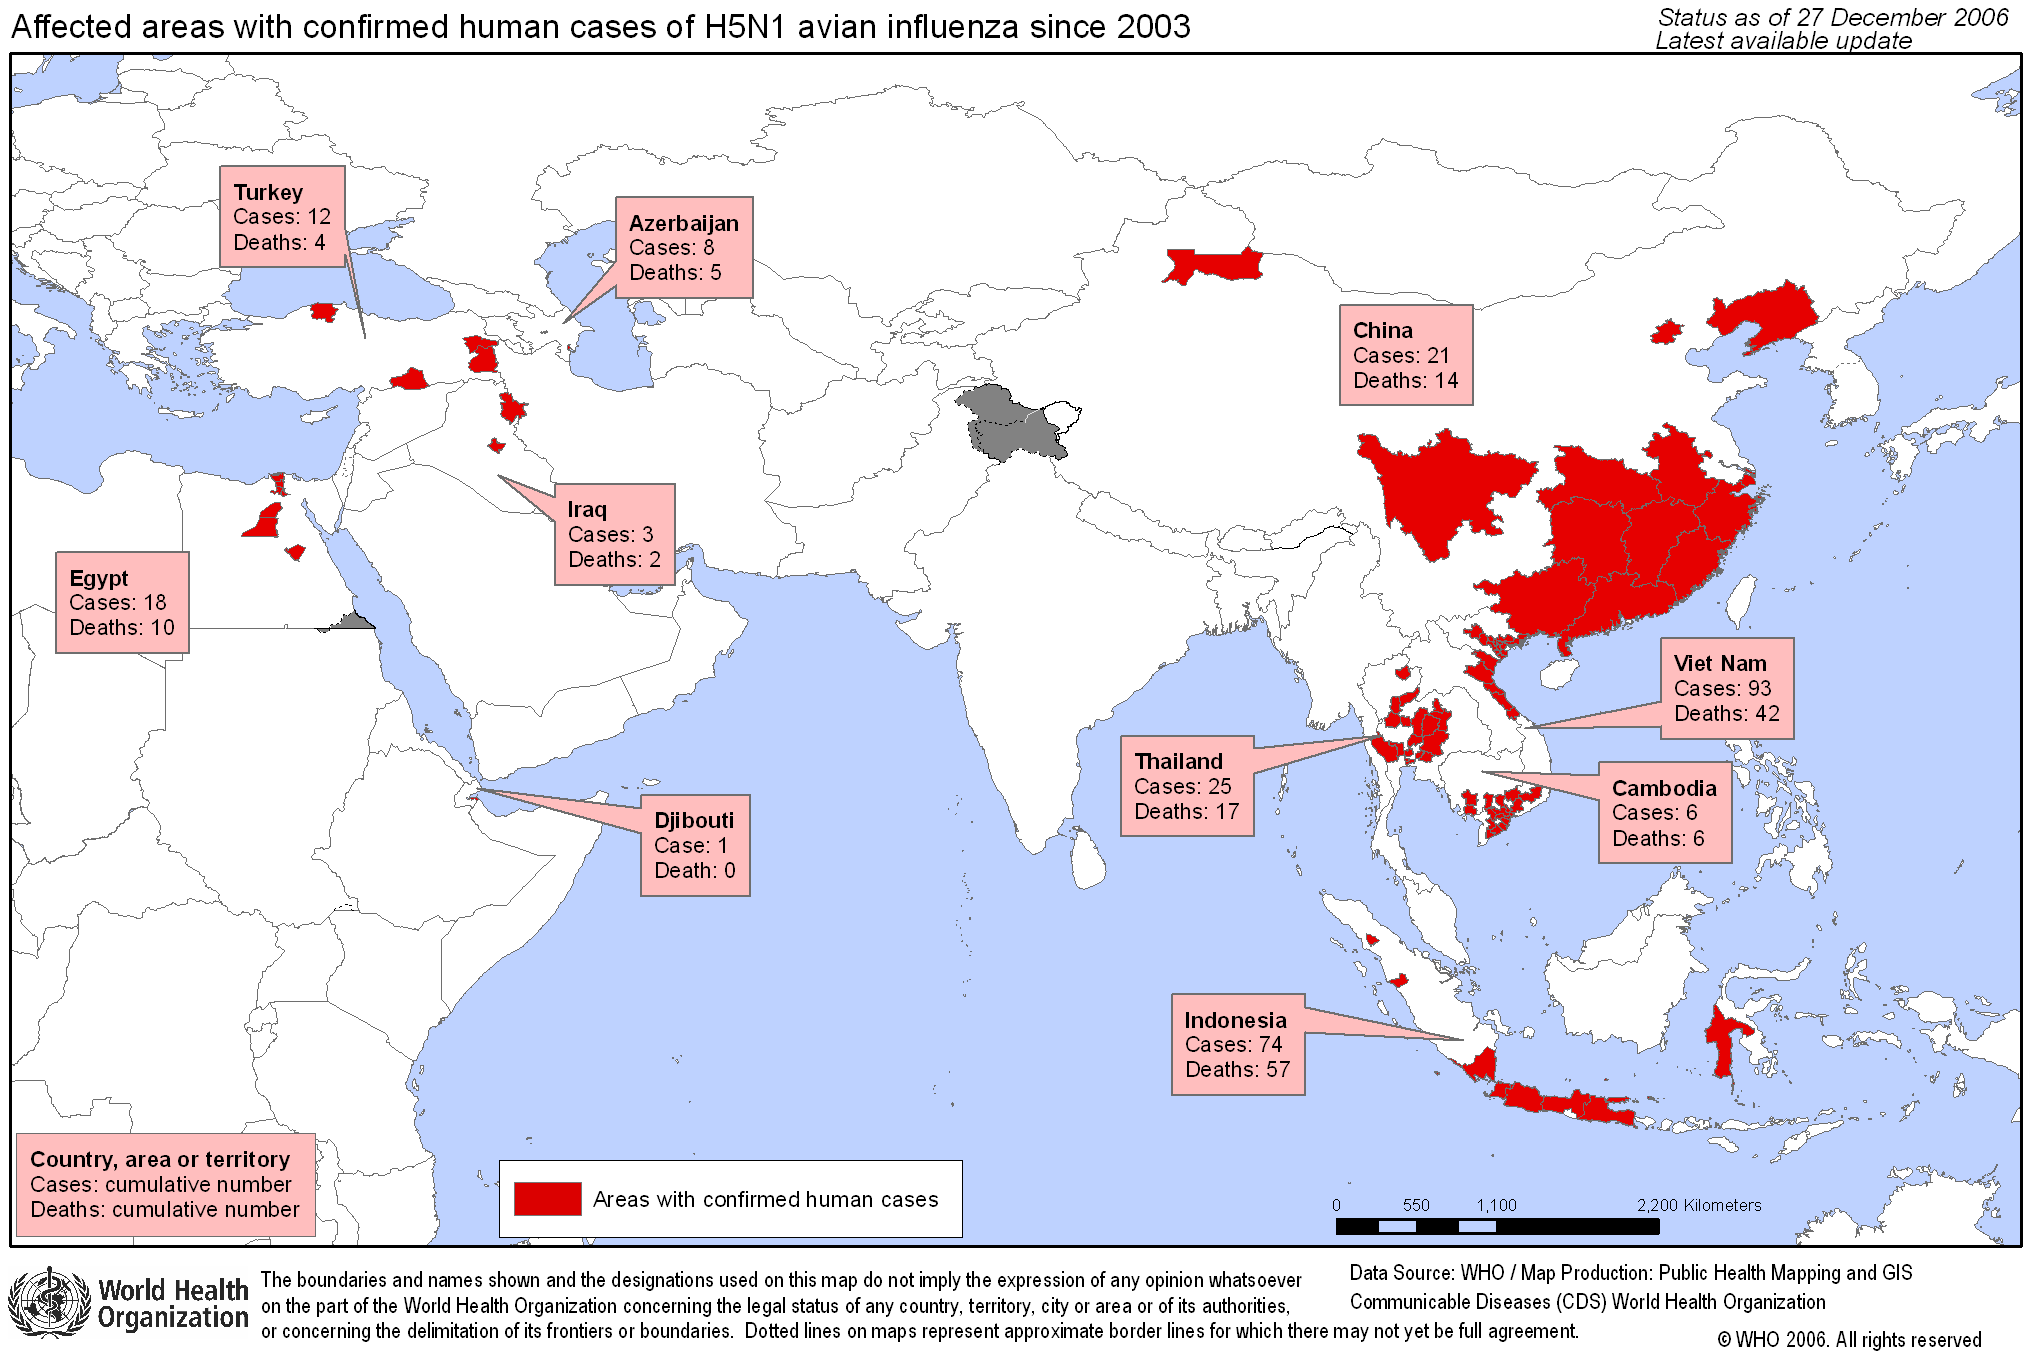 Affected areas with confirmed human cases of H5N1 avian influenza since 2003
Status as of 27 December 2006
Latest available update
Turkey
Cases: 12
Deaths: 4
Azerbaijan
Cases: 8
Deaths: 5
China
Cases: 21
Deaths: 14
Iraq
Cases: 3
Deaths: 2
Egypt
Cases: 18
Deaths: 10
Viet Nam
Cases: 93
Deaths: 42
Thailand
Cases: 25
Deaths: 17
Cambodia
Cases: 6
Deaths: 6
Djibouti
Case: 1
Death: 0
Indonesia
Cases: 74
Deaths: 57
Country, area or territory
Cases: cumulative number
Deaths: cumulative number
Areas with confirmed human cases
0 550 1,100 2,200 Kilometers
World Health
Organization
The boundaries and names shown and the designations used on this map do not imply the expression of any opinion whatsoever
on the part of the World Health Organization concerning the legal status of any country, territory, city or area or of its authorities,
or concerning the delimitation of its frontiers or boundaries. Dotted lines on maps represent approximate border lines for which there may not yet be full agreement.
Data Source: WHO / Map Production: Public Health Mapping and GIS
Communicable Diseases (CDS) World Health Organization
© WHO 2006. All rights reserved